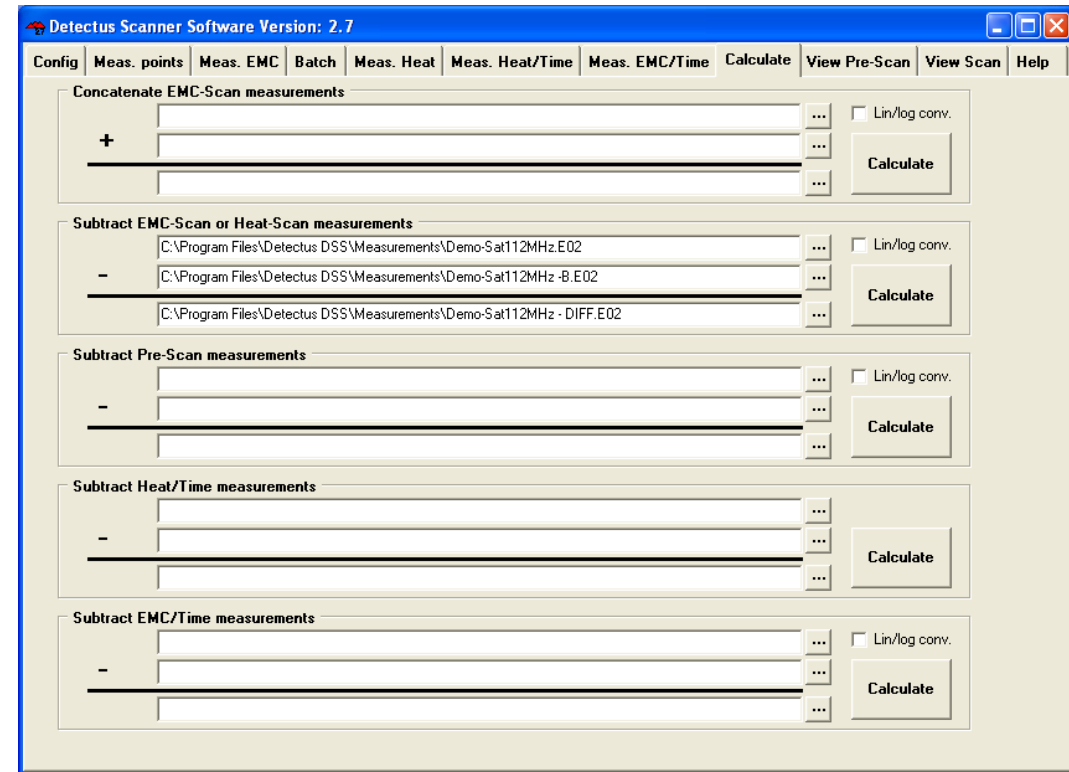 Detectus Scanner Software Version: 2.7
Config Meas. points Meas. EMC Batch Meas. Heat Meas. Heat/Time Meas. EMC/Time Calculate View Pre-Scan View Scan Help
Concatenate EMC-Scan measurements
... Lin/log conv.
+ ...
Calculate
...
Subtract EMC-Scan or Heat-Scan measurements
C:\Program Files\Detectus DSS\Measurements\Demo-Sat112MHz.E02 ... Lin/log conv.
- C:\Program Files\Detectus DSS\Measurements\Demo-Sat112MHz -B.E02 ...
Calculate
C:\Program Files\Detectus DSS\Measurements\Demo-Sat112MHz - DIFF.E02 ...
Subtract Pre-Scan measurements
... Lin/log conv.
- ...
Calculate
...
Subtract Heat/Time measurements
...
- ...
Calculate
...
Subtract EMC/Time measurements
... Lin/log conv.
- ...
Calculate
...